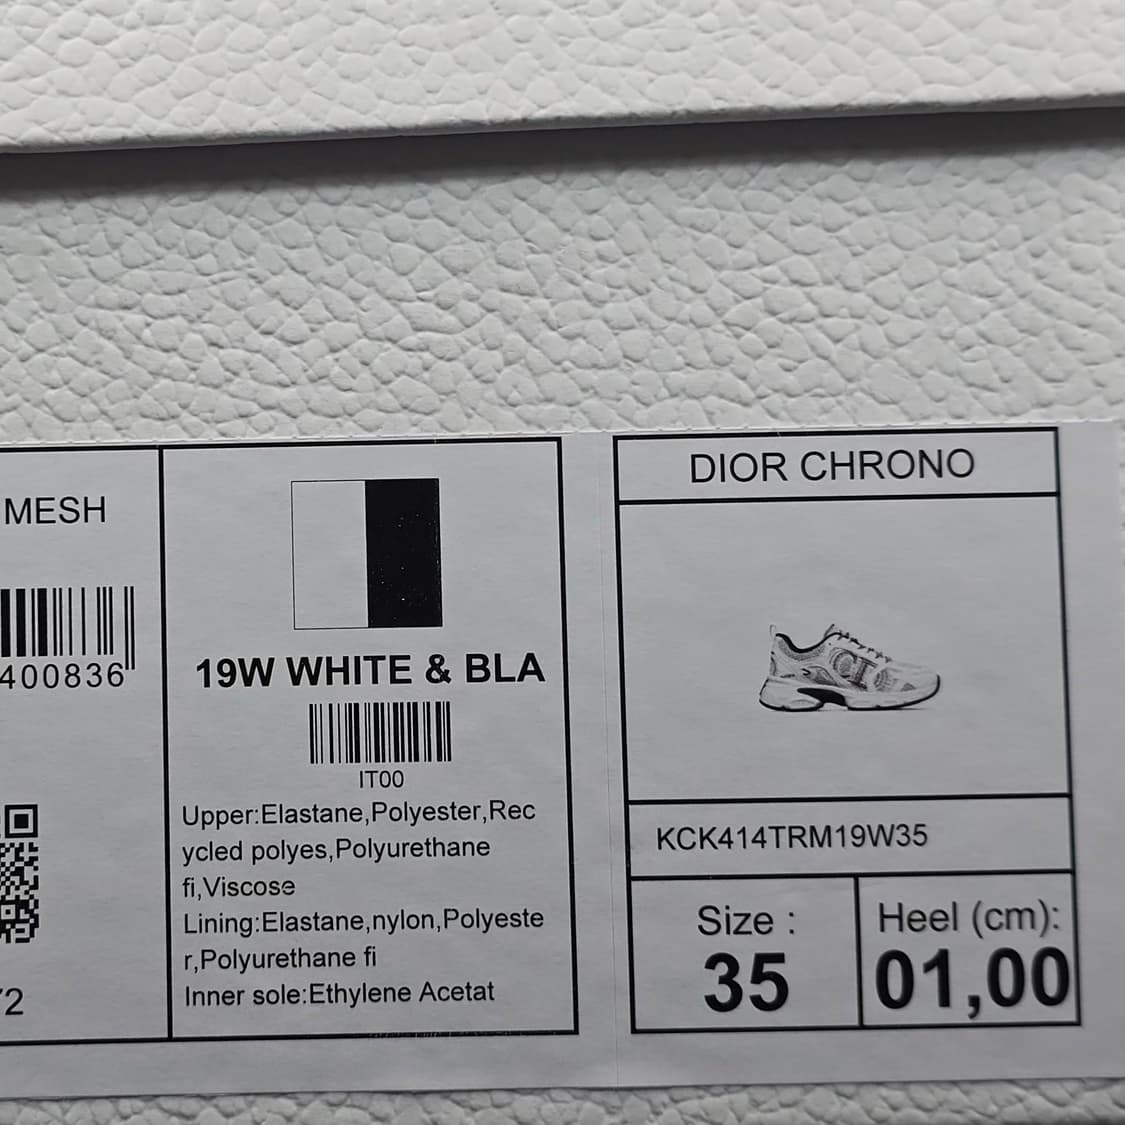 MESH
400836
2
19W WHITE & BLA
IT00
Upper:Elastane,Polyester,Rec
ycled polyes,Polyurethane
fi,Viscose
Lining:Elastane,nylon,Polyeste
r,Polyurethane fi
Inner sole:Ethylene Acetat
DIOR CHRONO
KCK414TRM19W35
Size :
35
Heel (cm):
01,00